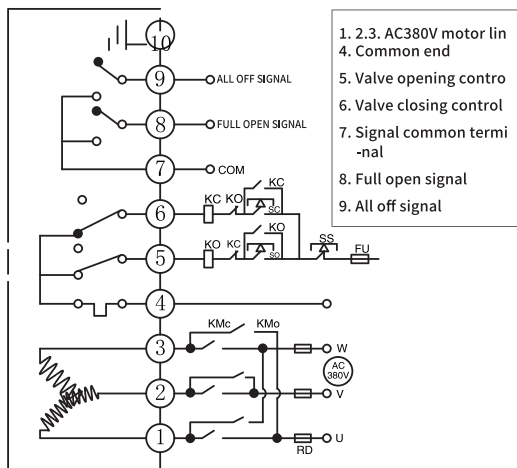 10
9
ALL OFF SIGNAL
8
FULL OPEN SIGNAL
7
COM
KC
6
KC KO
SC
KO
5
KO KC
SO
SS
FU
4
KMc KMo
3
W
AC
380V
2
V
1
RD
U
1. 2.3. AC380V motor lin
4. Common end
5. Valve opening contro
6. Valve closing control
7. Signal common termi
-nal
8. Full open signal
9. All off signal